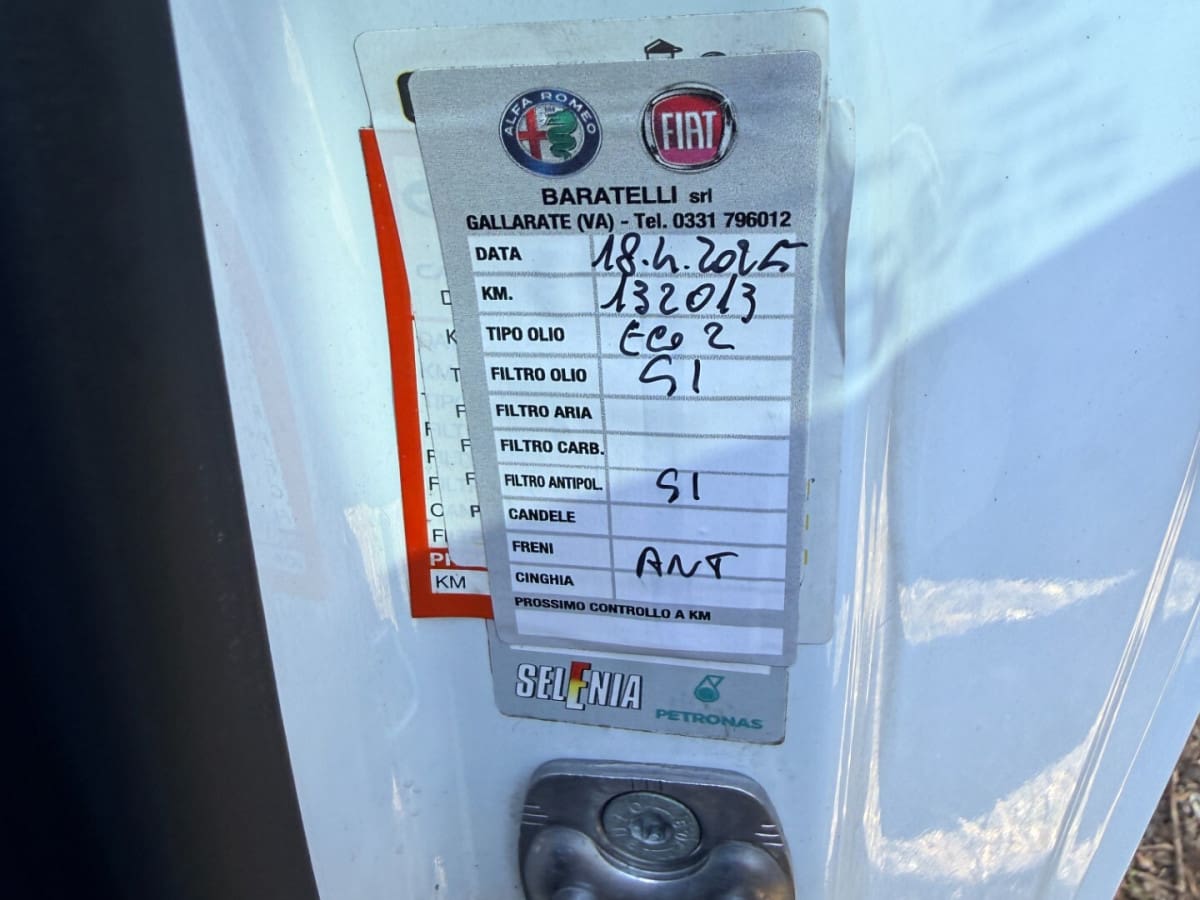 ALFA ROMEO
FIAT
BARATELLI srl
GALLARATE (VA) - Tel. 0331 796012
DATA 18.4.2025
KM. 132013
TIPO OLIO ECO 2
FILTRO OLIO SI
FILTRO ARIA
FILTRO CARB.
FILTRO ANTIPOL. SI
CANDELE
FRENI ANT
CINGHIA
PROSSIMO CONTROLLO A KM
KM
SELENIA
PETRONAS